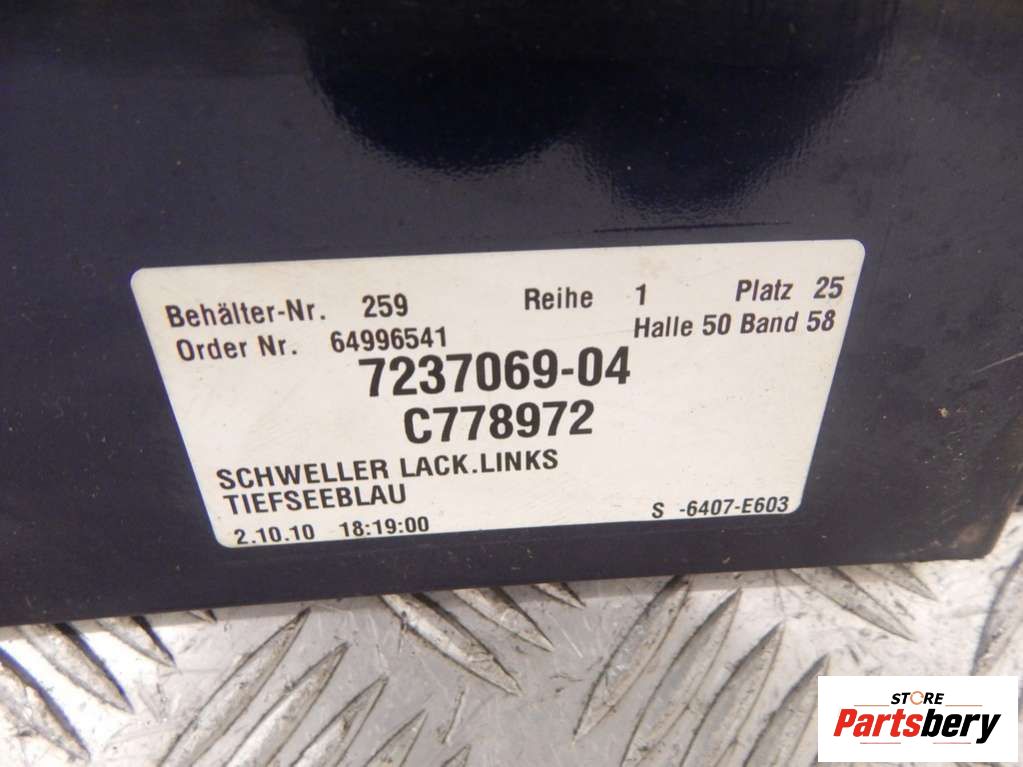 Behälter-Nr. 259 Reihe 1 Platz 25
Order Nr. 64996541 Halle 50 Band 58
7237069-04
C778972
SCHWELLER LACK.LINKS
TIEFSEEBLAU
2.10.10 18:19:00 S -6407-E603
STORE
Partsbery